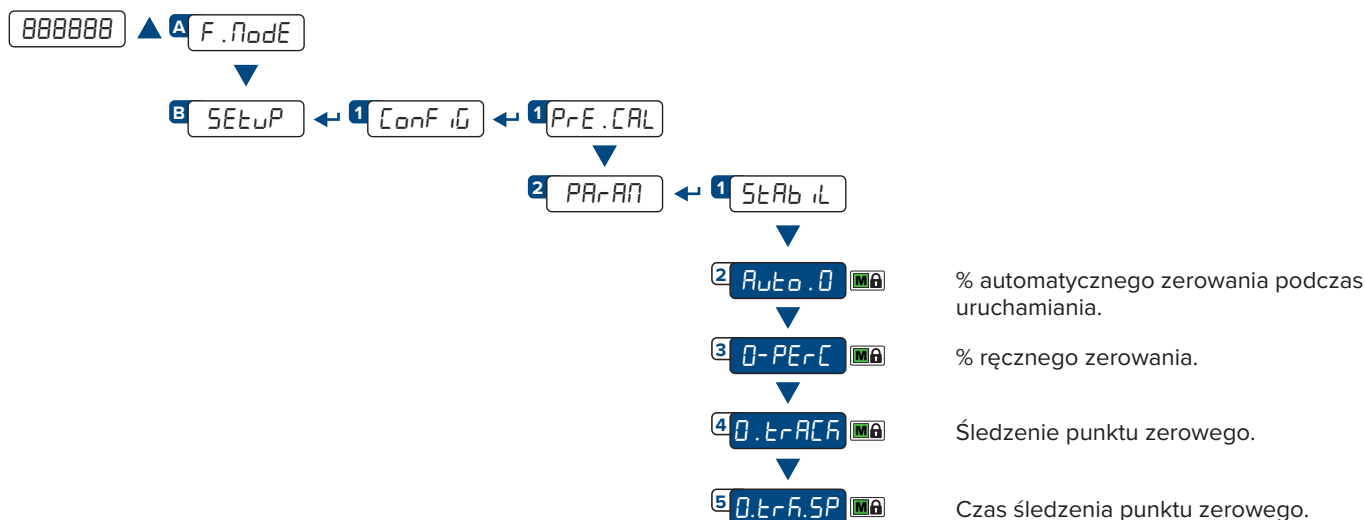 888888 A F.ModE
B SEtuP 1 ConFiG 1 PrE.CAL
2 PArAM 1 StAbiL
2 Auto.0 M % automatycznego zerowania podczas
uruchamiania.
3 0-PErC M % ręcznego zerowania.
4 0.trACk M Śledzenie punktu zerowego.
5 0.trk.SP M Czas śledzenia punktu zerowego.